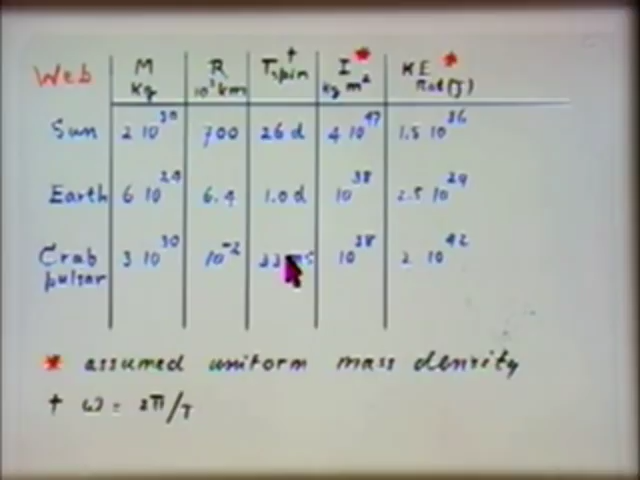 Web M kg R 10³ km T spin † I * kg m² KE * Rot (J)
Sun 2 10³⁰ 700 26 d 4 10⁴⁷ 1.5 10³⁶
Earth 6 10²⁴ 6.4 1.0 d 10³⁸ 2.5 10²⁹
Crab 3 10³⁰ 10⁻² 33 ms 10³⁸ 2 10⁴²
pulsar
* assumed uniform mass density
† ω = 2π/T